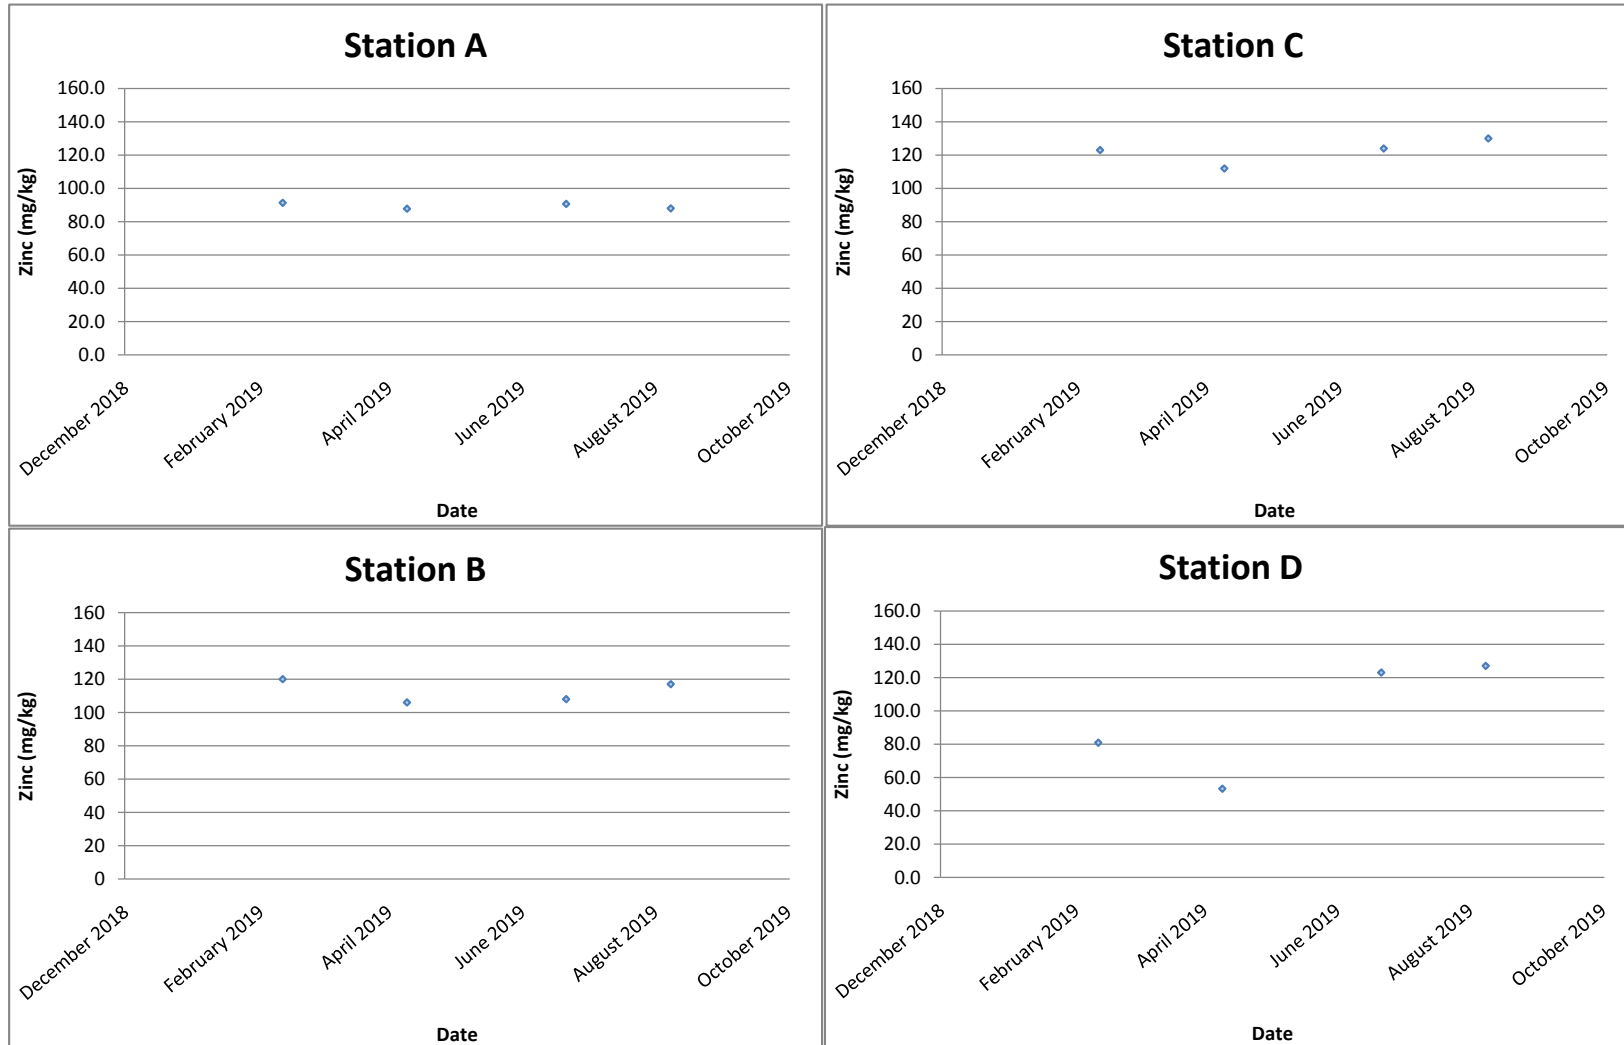 Station A
160.0
140.0
120.0
100.0
80.0
60.0
40.0
20.0
0.0
Zinc (mg/kg)
December 2018
February 2019
April 2019
June 2019
August 2019
October 2019
Date
Station C
160
140
120
100
80
60
40
20
0
Zinc (mg/kg)
December 2018
February 2019
April 2019
June 2019
August 2019
October 2019
Date
Station B
160
140
120
100
80
60
40
20
0
Zinc (mg/kg)
December 2018
February 2019
April 2019
June 2019
August 2019
October 2019
Date
Station D
160.0
140.0
120.0
100.0
80.0
60.0
40.0
20.0
0.0
Zinc (mg/kg)
December 2018
February 2019
April 2019
June 2019
August 2019
October 2019
Date